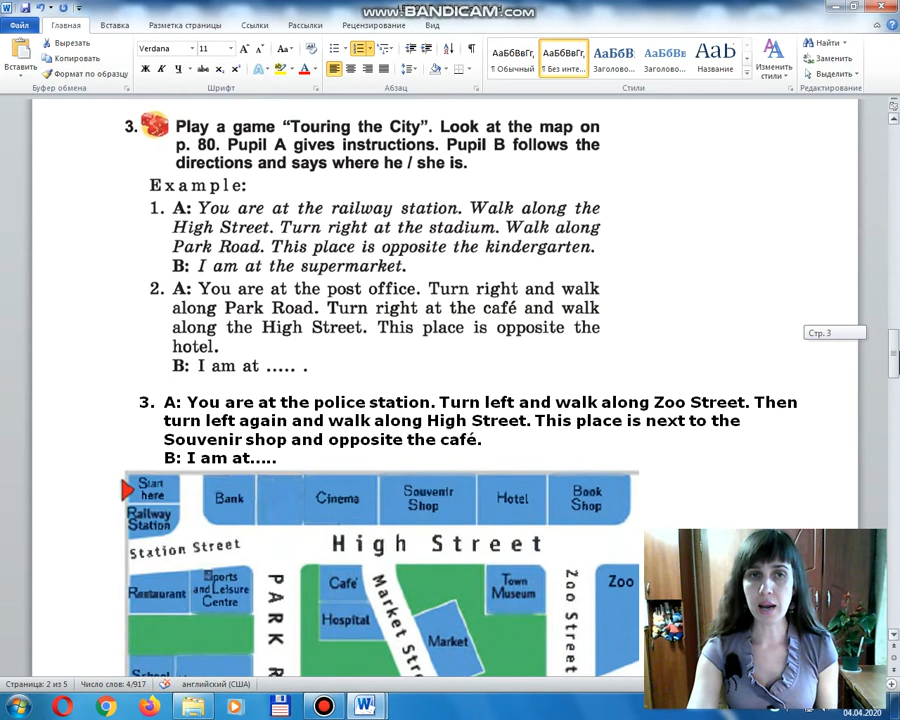 www.BANDICAM.com
Файл
Главная
Вставка
Разметка страницы
Ссылки
Рассылки
Рецензирование
Вид
Вставить
Вырезать
Копировать
Формат по образцу
Буфер обмена
Verdana
11
Шрифт
Абзац
АаБбВвГг,
¶ Обычный
АаБбВвГг,
¶ Без инте...
АаБбВ
Заголово...
АаБбВв
Заголово...
АаБ
Название
Изменить стили
Стили
Найти
Заменить
Выделить
Редактирование
3. Play a game “Touring the City”. Look at the map on
p. 80. Pupil A gives instructions. Pupil B follows the
directions and says where he / she is.
Example:
1. A: You are at the railway station. Walk along the
High Street. Turn right at the stadium. Walk along
Park Road. This place is opposite the kindergarten.
B: I am at the supermarket.
2. A: You are at the post office. Turn right and walk
along Park Road. Turn right at the café and walk
along the High Street. This place is opposite the
hotel.
B: I am at ..... .
Стр. 3
3. A: You are at the police station. Turn left and walk along Zoo Street. Then
turn left again and walk along High Street. This place is next to the
Souvenir shop and opposite the café.
B: I am at.....
Start here
Railway Station
Bank
Cinema
Souvenir Shop
Hotel
Book Shop
Station Street
High Street
Restaurant
Sports and Leisure Centre
PARK R
Cafe'
Hospital
Market Stre
Market
Town Museum
Zoo Street
Zoo
School
Страница: 2 из 5
Число слов: 4/917
английский (США)
04.04.2020